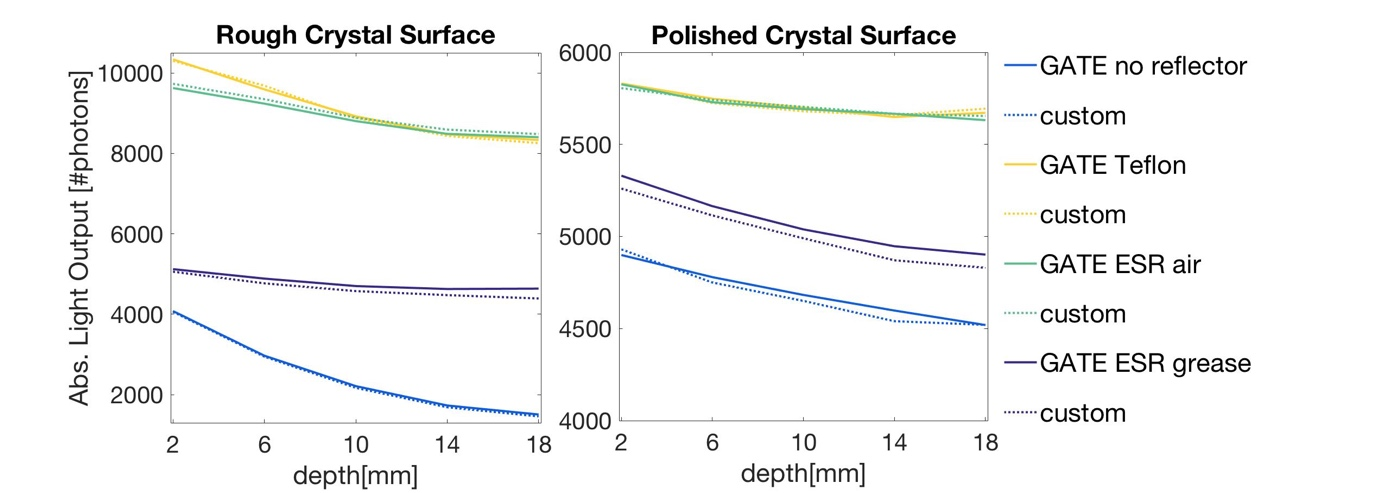 Rough Crystal Surface
Abs. Light Output [#photons]
10000
8000
6000
4000
2000
2 6 10 14 18
depth[mm]
Polished Crystal Surface
6000
5500
5000
4500
4000
2 6 10 14 18
depth[mm]
GATE no reflector
custom
GATE Teflon
custom
GATE ESR air
custom
GATE ESR grease
custom